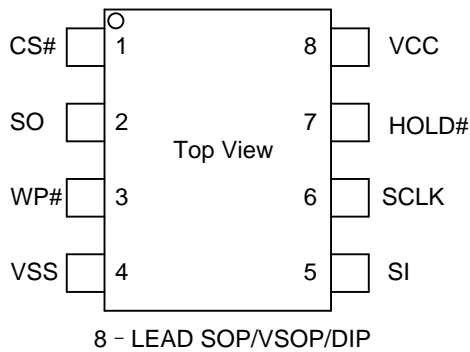 CS# 1 8 VCC
SO 2 7 HOLD#
Top View
WP# 3 6 SCLK
VSS 4 5 SI
8 – LEAD SOP/VSOP/DIP